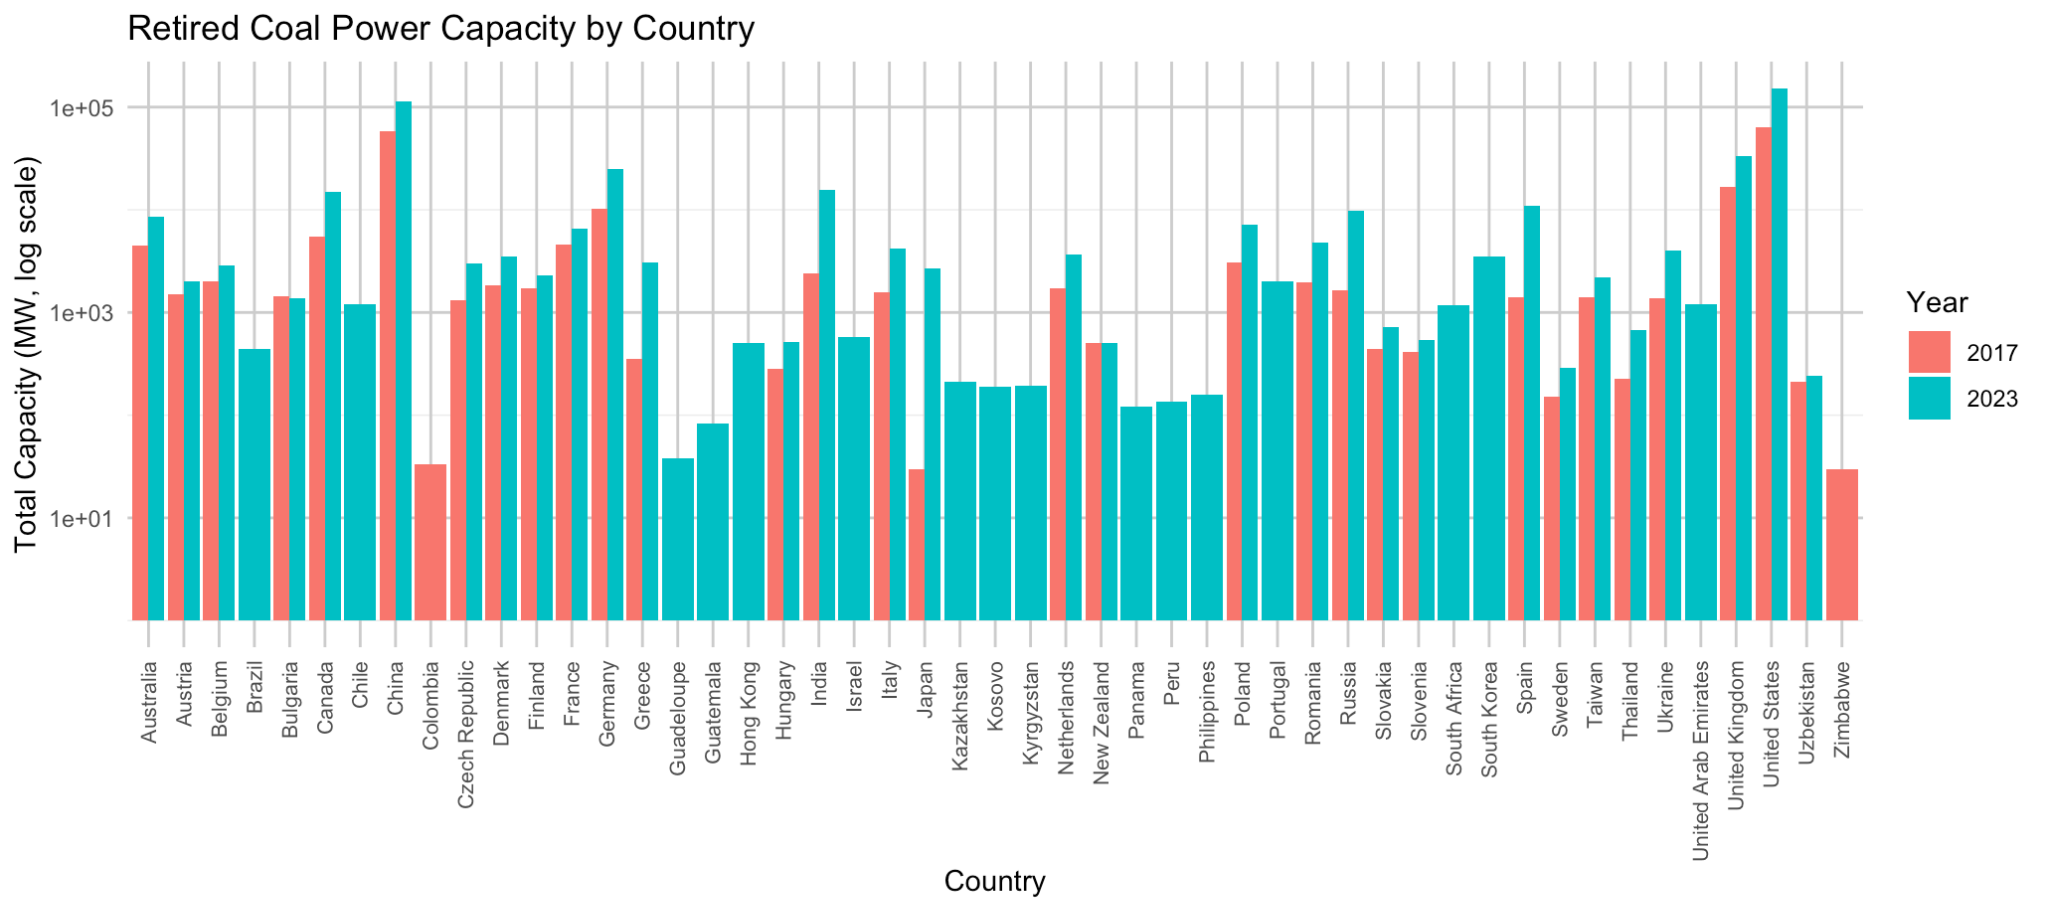 Retired Coal Power Capacity by Country
Total Capacity (MW, log scale)
1e+05
1e+03
1e+01
Australia
Austria
Belgium
Brazil
Bulgaria
Canada
Chile
China
Colombia
Czech Republic
Denmark
Finland
France
Germany
Greece
Guadeloupe
Guatemala
Hong Kong
Hungary
India
Israel
Italy
Japan
Kazakhstan
Kosovo
Kyrgyzstan
Netherlands
New Zealand
Panama
Peru
Philippines
Poland
Portugal
Romania
Russia
Slovakia
Slovenia
South Africa
South Korea
Spain
Sweden
Taiwan
Thailand
Ukraine
United Arab Emirates
United Kingdom
United States
Uzbekistan
Zimbabwe
Country
Year
2017
2023